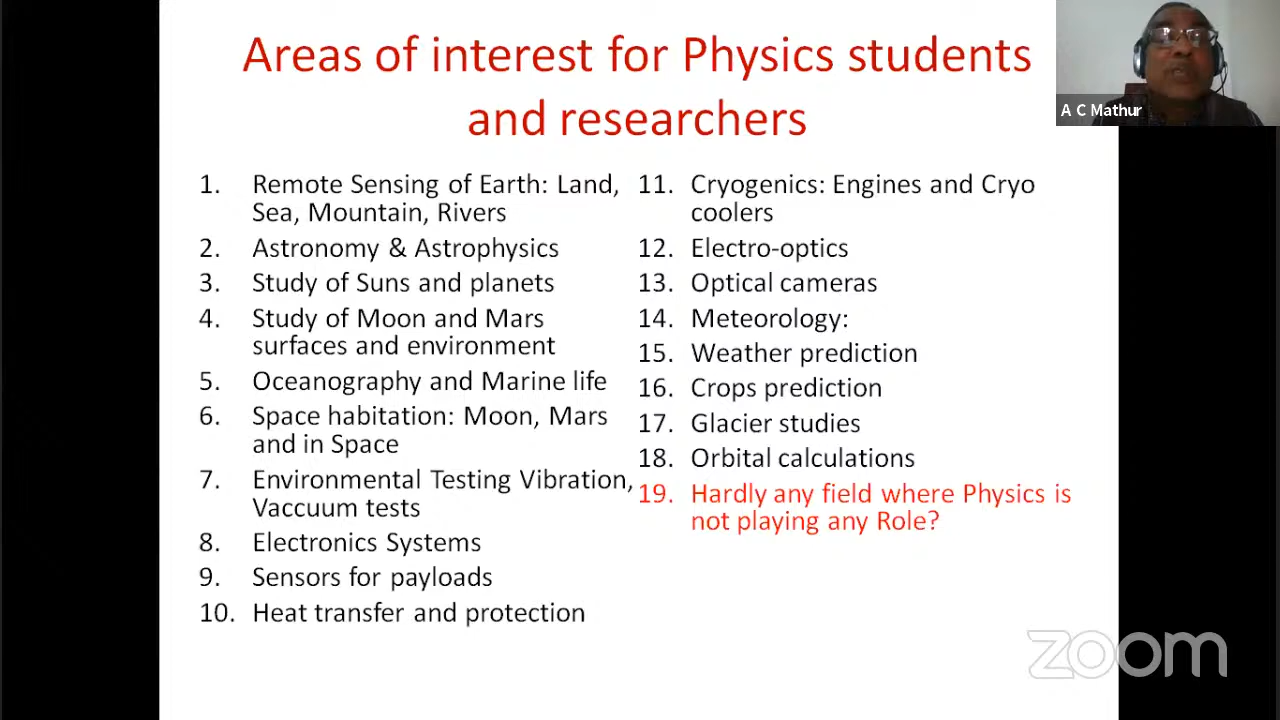 Areas of interest for Physics students
and researchers
A C Mathur
1. Remote Sensing of Earth: Land,
Sea, Mountain, Rivers
2. Astronomy & Astrophysics
3. Study of Suns and planets
4. Study of Moon and Mars
surfaces and environment
5. Oceanography and Marine life
6. Space habitation: Moon, Mars
and in Space
7. Environmental Testing Vibration,
Vaccuum tests
8. Electronics Systems
9. Sensors for payloads
10. Heat transfer and protection
11. Cryogenics: Engines and Cryo
coolers
12. Electro-optics
13. Optical cameras
14. Meteorology:
15. Weather prediction
16. Crops prediction
17. Glacier studies
18. Orbital calculations
19. Hardly any field where Physics is
not playing any Role?
zoom